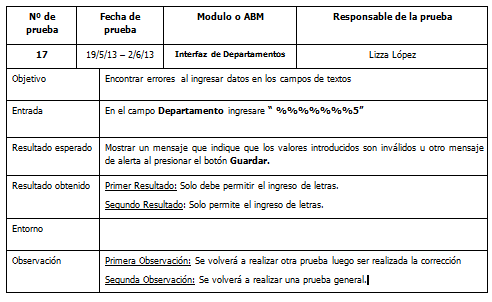 Nº de prueba
Fecha de prueba
Modulo o ABM
Responsable de la prueba
17
19/5/13 – 2/6/13
Interfaz de Departamentos
Lizza López
Objetivo
Encontrar errores al ingresar datos en los campos de textos
Entrada
En el campo Departamento ingresare “ %%%%%%%5”
Resultado esperado
Mostrar un mensaje que indique que los valores introducidos son inválidos u otro mensaje
de alerta al presionar el botón Guardar.
Resultado obtenido
Primer Resultado: Solo debe permitir el ingreso de letras.
Segundo Resultado: Solo permite el ingreso de letras.
Entorno
Observación
Primera Observación: Se volverá a realizar otra prueba luego ser realizada la corrección
Segunda Observación: Se volverá a realizar una prueba general.